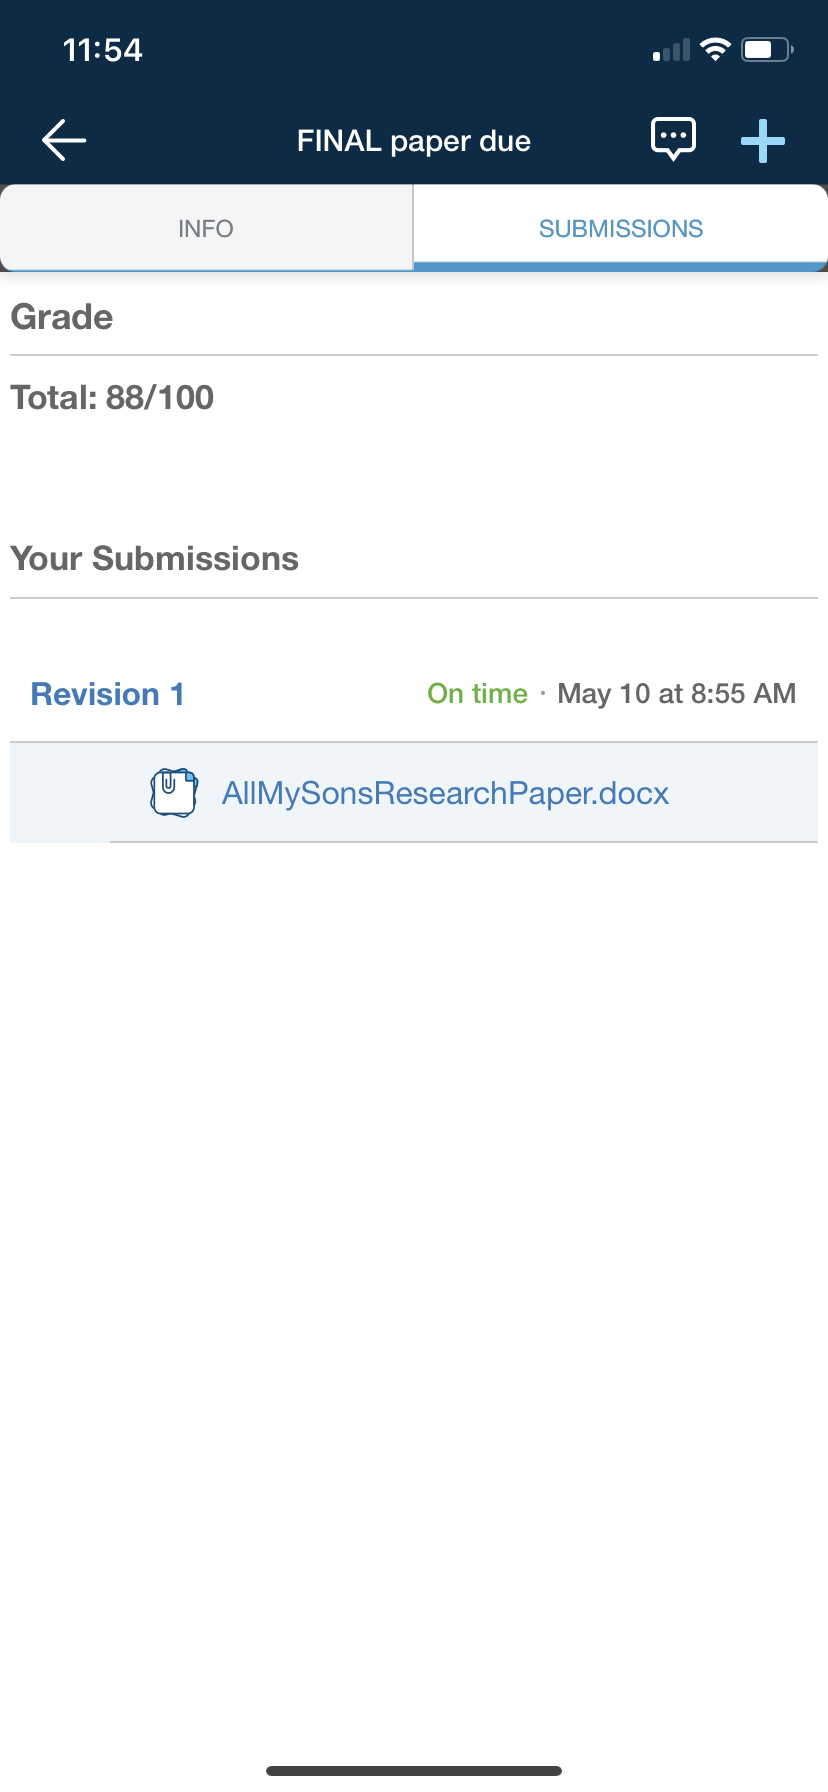 11:54
FINAL paper due
INFO
SUBMISSIONS
Grade
Total: 88/100
Your Submissions
Revision 1
On time · May 10 at 8:55 AM
AllMySonsResearchPaper.docx